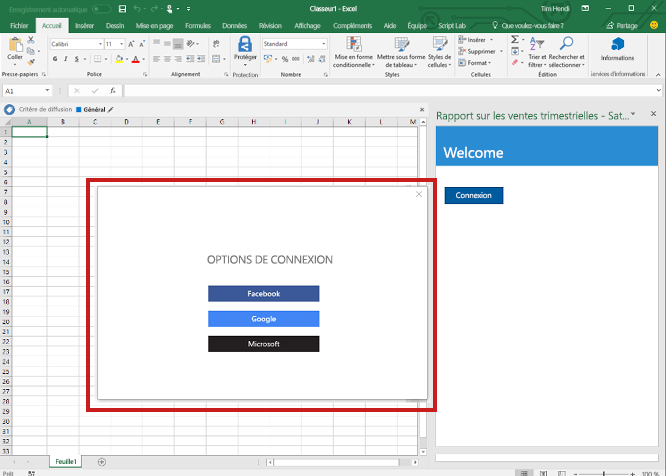 Enregistrement automatique
Classeur1 - Excel
Tim Hendi
Fichier Accueil Insérer Dessin Mise en page Formules Données Révision Affichage Compléments Aide Équipe Script Lab Que voulez-vous faire ? Partage
Coller
Presse-papiers
Calibri 11
G I S
Police
Alignement
Protéger
Protection
Standard
Nombre
Mise en forme conditionnelle
Mettre sous forme de tableau
Styles de cellules
Styles
Insérer
Supprimer
Format
Cellules
Trier et filtrer
Rechercher et sélectionner
Édition
Informations
services d'informations
A1
fx
Critère de diffusion Général
A B C D E F G H I J K L M
1
2
3
4
5
6
7
8
9
10
11
12
13
14
15
16
17
18
19
20
21
22
23
24
25
26
27
28
29
30
31
32
33
OPTIONS DE CONNEXION
Facebook
Google
Microsoft
Rapport sur les ventes trimestrielles - Sat...
Welcome
Connexion
Feuille1
Prêt
100 %